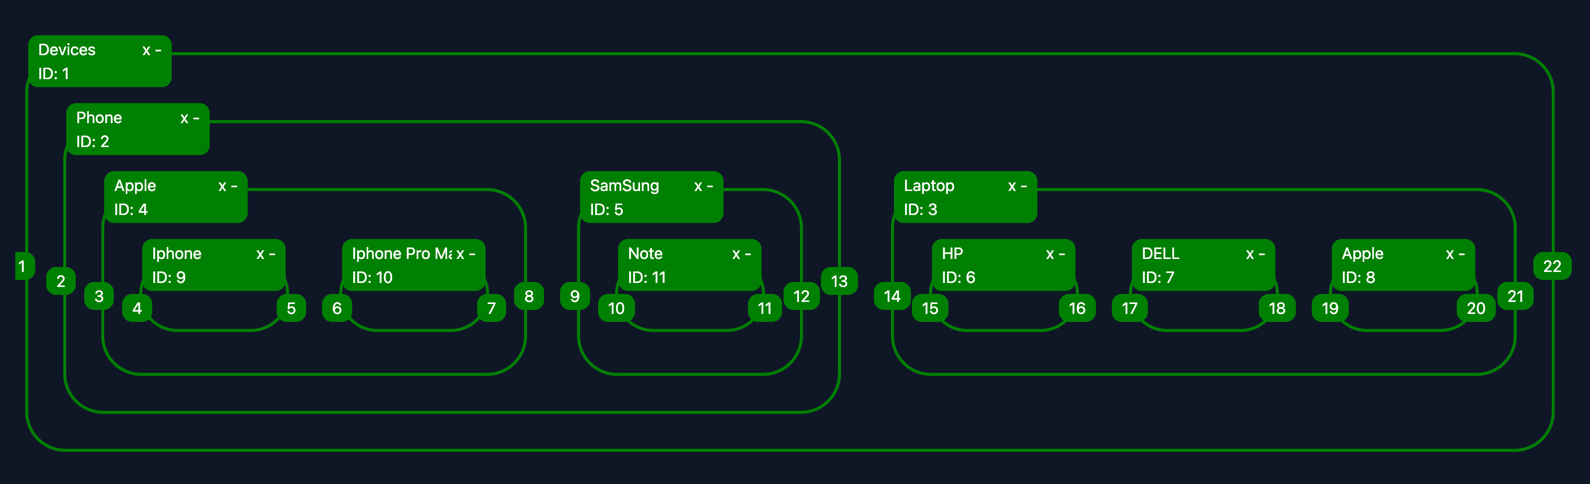 Devices x -
ID: 1
Phone x -
ID: 2
Apple x -
ID: 4
SamSung x -
ID: 5
Laptop x -
ID: 3
Iphone x -
ID: 9
Iphone Pro Ma x -
ID: 10
Note x -
ID: 11
HP x -
ID: 6
DELL x -
ID: 7
Apple x -
ID: 8
1 2 3 4 5 6 7 8 9 10 11 12 13 14 15 16 17 18 19 20 21 22